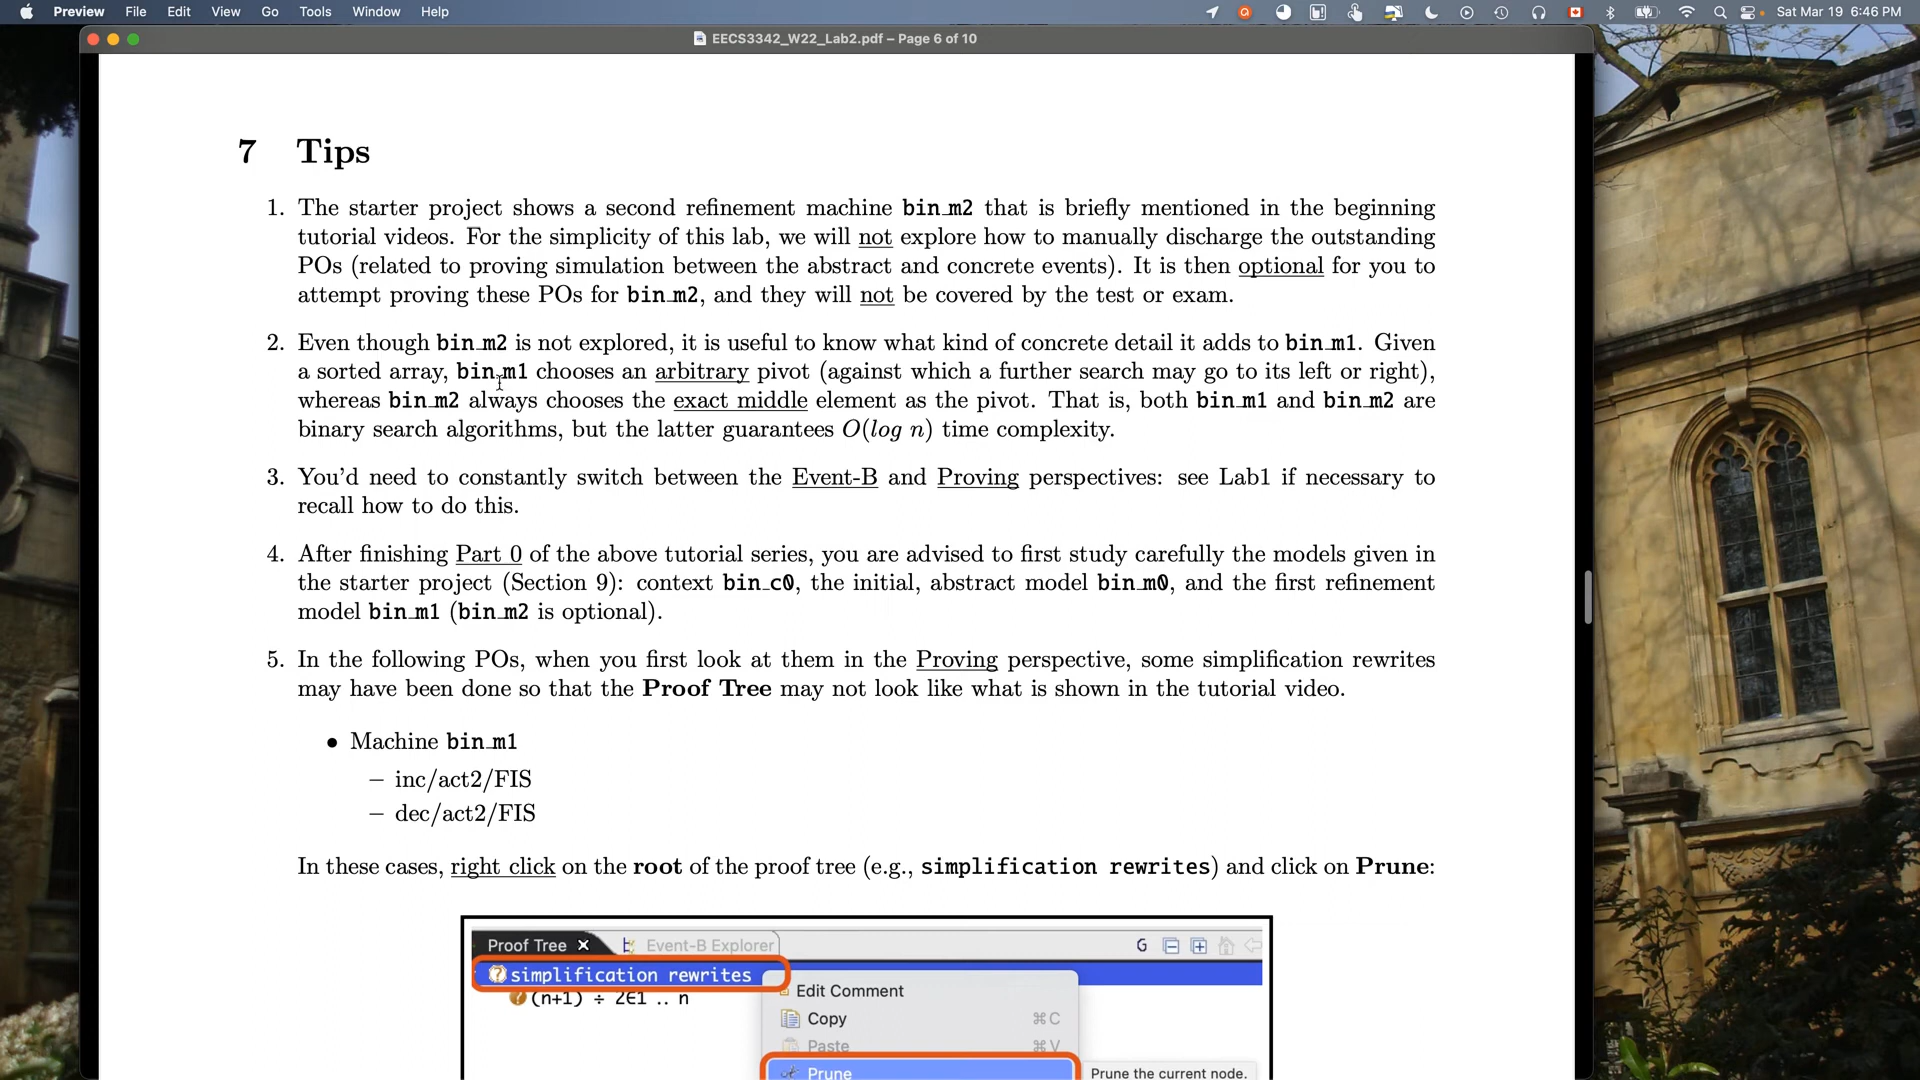 Preview File Edit View Go Tools Window Help Sat Mar 19 6:46 PM
EECS3342_W22_Lab2.pdf – Page 6 of 10
7 Tips
1. The starter project shows a second refinement machine bin_m2 that is briefly mentioned in the beginning
tutorial videos. For the simplicity of this lab, we will not explore how to manually discharge the outstanding
POs (related to proving simulation between the abstract and concrete events). It is then optional for you to
attempt proving these POs for bin_m2, and they will not be covered by the test or exam.
2. Even though bin_m2 is not explored, it is useful to know what kind of concrete detail it adds to bin_m1. Given
a sorted array, bin_m1 chooses an arbitrary pivot (against which a further search may go to its left or right),
whereas bin_m2 always chooses the exact middle element as the pivot. That is, both bin_m1 and bin_m2 are
binary search algorithms, but the latter guarantees O(log n) time complexity.
3. You'd need to constantly switch between the Event-B and Proving perspectives: see Lab1 if necessary to
recall how to do this.
4. After finishing Part 0 of the above tutorial series, you are advised to first study carefully the models given in
the starter project (Section 9): context bin_c0, the initial, abstract model bin_m0, and the first refinement
model bin_m1 (bin_m2 is optional).
5. In the following POs, when you first look at them in the Proving perspective, some simplification rewrites
may have been done so that the Proof Tree may not look like what is shown in the tutorial video.
• Machine bin_m1
– inc/act2/FIS
– dec/act2/FIS
In these cases, right click on the root of the proof tree (e.g., simplification rewrites) and click on Prune:
Proof Tree Event-B Explorer G
simplification rewrites
(n+1) ÷ 2∈1 ‥ n
Edit Comment
Copy ⌘C
Paste ⌘V
Prune Prune the current node.